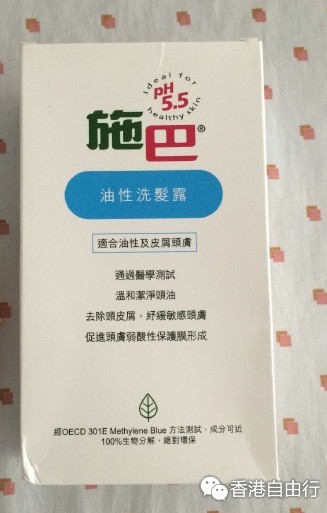 ideal for healthy skin
pH
5.5
施巴®
油性洗髮露
適合油性及皮屑頭膚
通過醫學測試
溫和潔淨頭油
去除頭皮屑，紓緩敏感頭膚
促進頭膚弱酸性保護膜形成
經OECD 301E Methylene Blue 方法測試，成分可近
100%生物分解，絕對環保
香港自由行